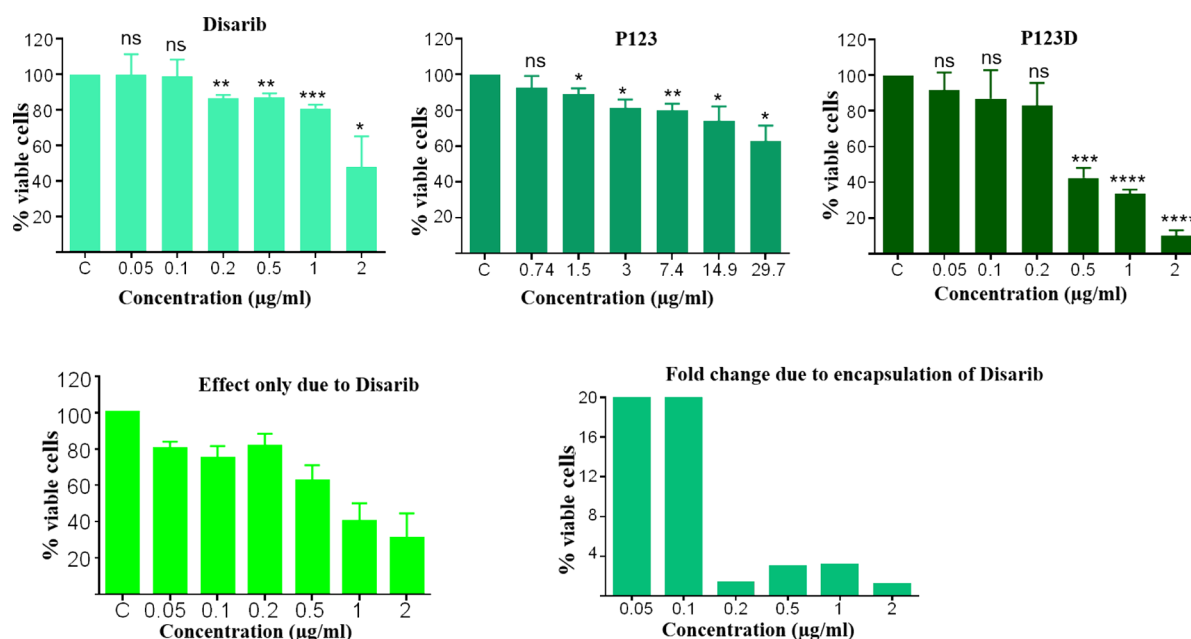 Disarib
120
100
80
60
40
20
% viable cells
ns
ns
**
**
***
*
C 0.05 0.1 0.2 0.5 1 2
Concentration (µg/ml)
P123
120
100
80
60
40
20
% viable cells
ns
*
*
**
*
*
C 0.74 1.5 3 7.4 14.9 29.7
Concentration (µg/ml)
P123D
120
100
80
60
40
20
% viable cells
ns
ns
ns
***
****
****
C 0.05 0.1 0.2 0.5 1 2
Concentration (µg/ml)
Effect only due to Disarib
120
100
80
60
40
20
% viable cells
C 0.05 0.1 0.2 0.5 1 2
Concentration (µg/ml)
Fold change due to encapsulation of Disarib
20
16
12
8
4
% viable cells
0.05 0.1 0.2 0.5 1 2
Concentration (µg/ml)